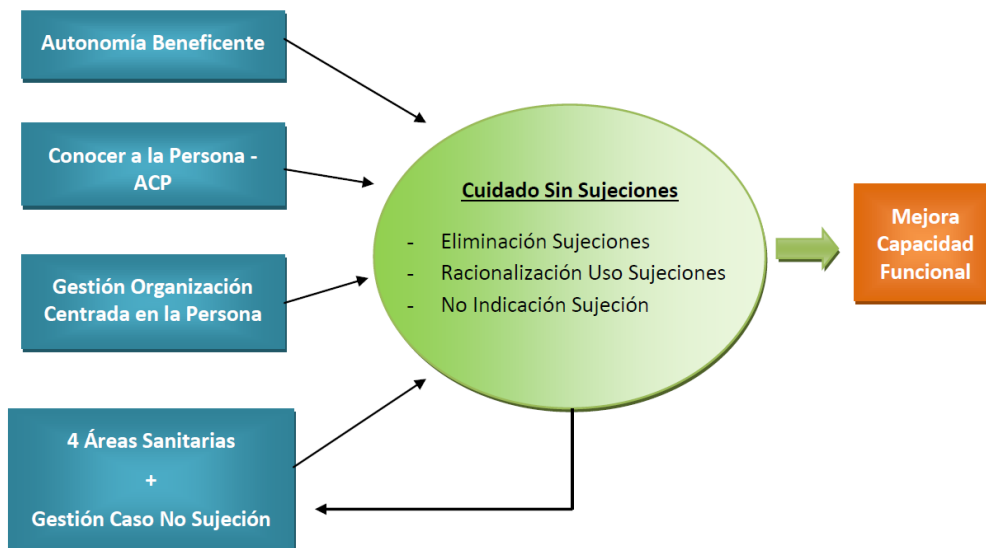 Autonomía Beneficente
Conocer a la Persona -
ACP
Gestión Organización
Centrada en la Persona
4 Áreas Sanitarias
+
Gestión Caso No Sujeción
Cuidado Sin Sujeciones
- Eliminación Sujeciones
- Racionalización Uso Sujeciones
- No Indicación Sujeción
Mejora
Capacidad
Funcional